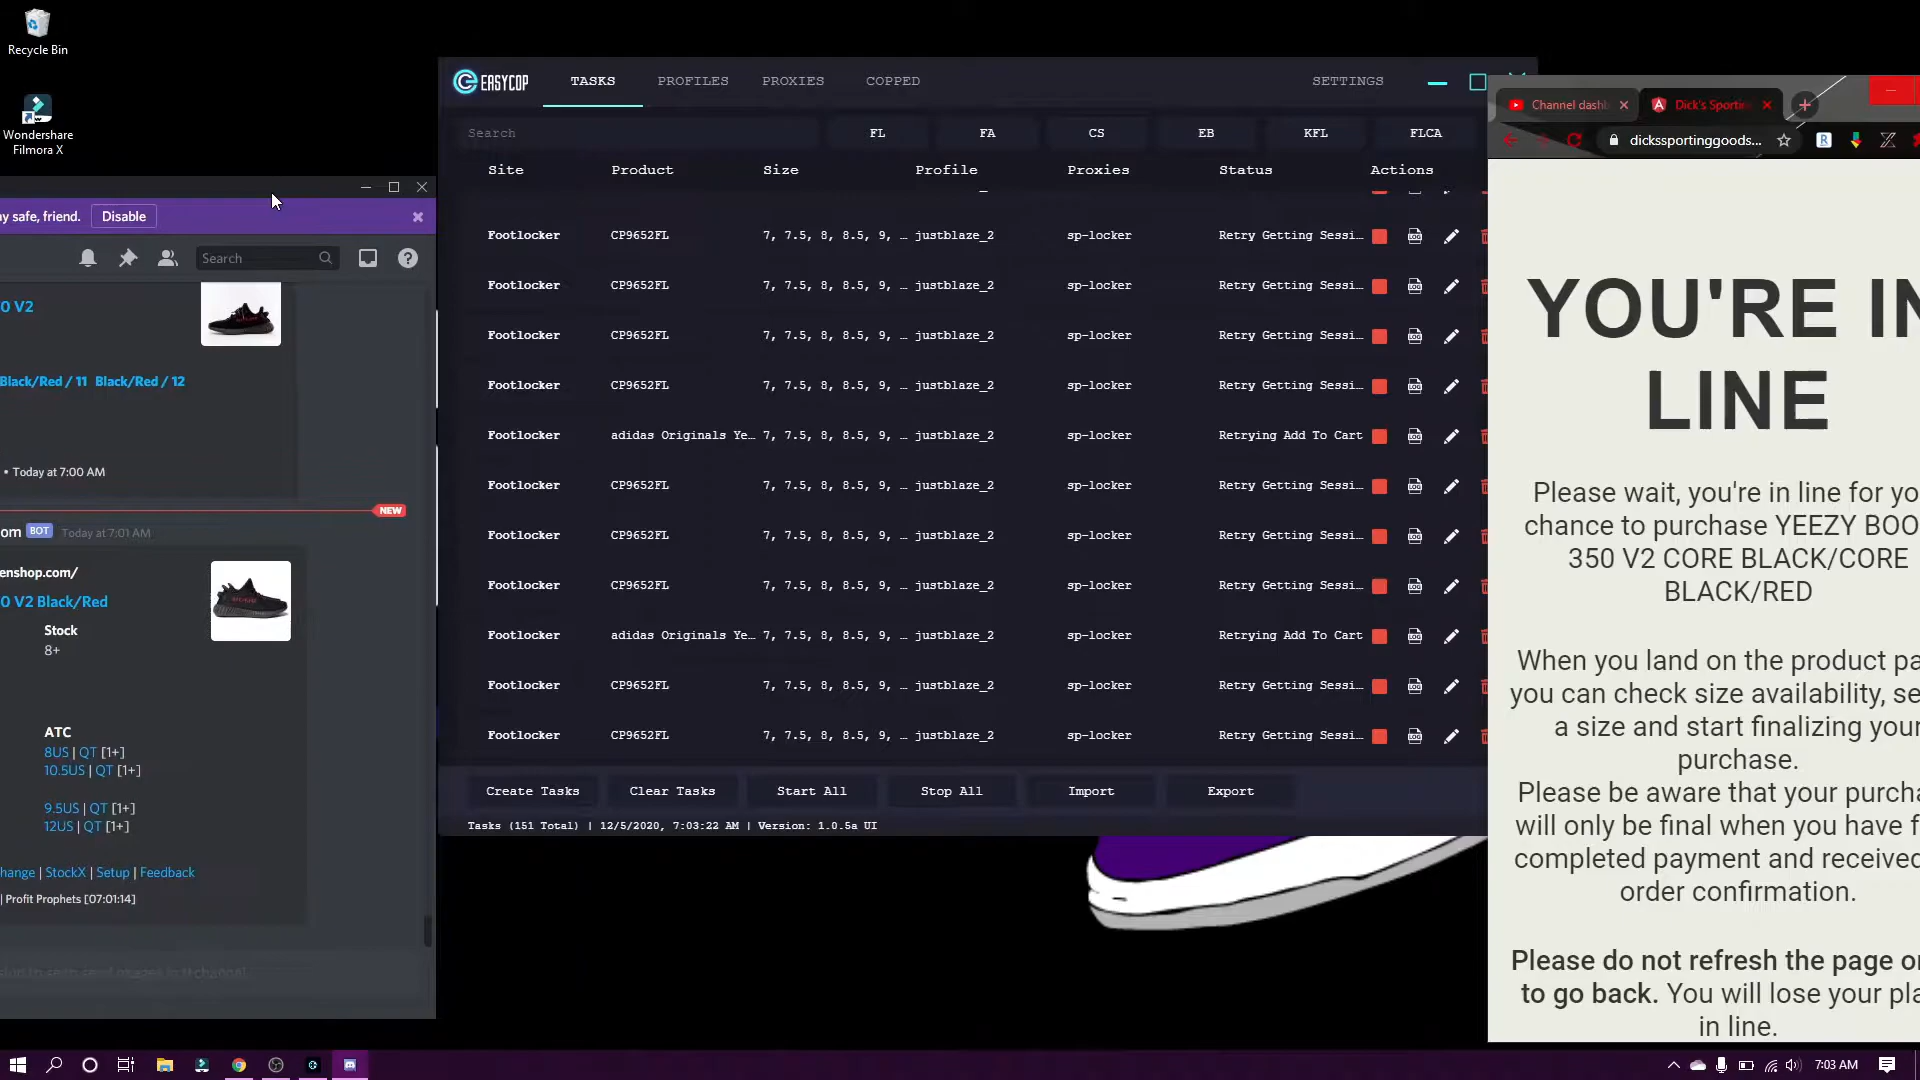 Recycle Bin
Wondershare
Filmora X
y safe, friend. Disable
Search
0 V2
Black/Red / 11 Black/Red / 12
• Today at 7:00 AM
NEW
om BOT Today at 7:01 AM
enshop.com/
0 V2 Black/Red
Stock
8+
ATC
8US | QT [1+]
10.5US | QT [1+]
9.5US | QT [1+]
12US | QT [1+]
hange | StockX | Setup | Feedback
| Profit Prophets [07:01:14]
EASYCOP TASKS PROFILES PROXIES COPPED SETTINGS
Search FL FA CS EB KFL FLCA
Site Product Size Profile Proxies Status Actions
Footlocker CP9652FL 7, 7.5, 8, 8.5, 9, … justblaze_2 sp-locker Retry Getting Sessi…
Footlocker CP9652FL 7, 7.5, 8, 8.5, 9, … justblaze_2 sp-locker Retry Getting Sessi…
Footlocker CP9652FL 7, 7.5, 8, 8.5, 9, … justblaze_2 sp-locker Retry Getting Sessi…
Footlocker CP9652FL 7, 7.5, 8, 8.5, 9, … justblaze_2 sp-locker Retry Getting Sessi…
Footlocker adidas Originals Ye… 7, 7.5, 8, 8.5, 9, … justblaze_2 sp-locker Retrying Add To Cart
Footlocker CP9652FL 7, 7.5, 8, 8.5, 9, … justblaze_2 sp-locker Retry Getting Sessi…
Footlocker CP9652FL 7, 7.5, 8, 8.5, 9, … justblaze_2 sp-locker Retry Getting Sessi…
Footlocker CP9652FL 7, 7.5, 8, 8.5, 9, … justblaze_2 sp-locker Retry Getting Sessi…
Footlocker adidas Originals Ye… 7, 7.5, 8, 8.5, 9, … justblaze_2 sp-locker Retrying Add To Cart
Footlocker CP9652FL 7, 7.5, 8, 8.5, 9, … justblaze_2 sp-locker Retry Getting Sessi…
Footlocker CP9652FL 7, 7.5, 8, 8.5, 9, … justblaze_2 sp-locker Retry Getting Sessi…
Create Tasks Clear Tasks Start All Stop All Import Export
Tasks (151 Total) | 12/5/2020, 7:03:22 AM | Version: 1.0.5a UI
Channel dashb Dick's Sportin
dickssportinggoods...
YOU'RE IN
LINE
Please wait, you're in line for yo
chance to purchase YEEZY BOO
350 V2 CORE BLACK/CORE
BLACK/RED
When you land on the product pa
you can check size availability, se
a size and start finalizing your
purchase.
Please be aware that your purcha
will only be final when you have f
completed payment and received
order confirmation.
Please do not refresh the page or
to go back. You will lose your pla
in line.
7:03 AM